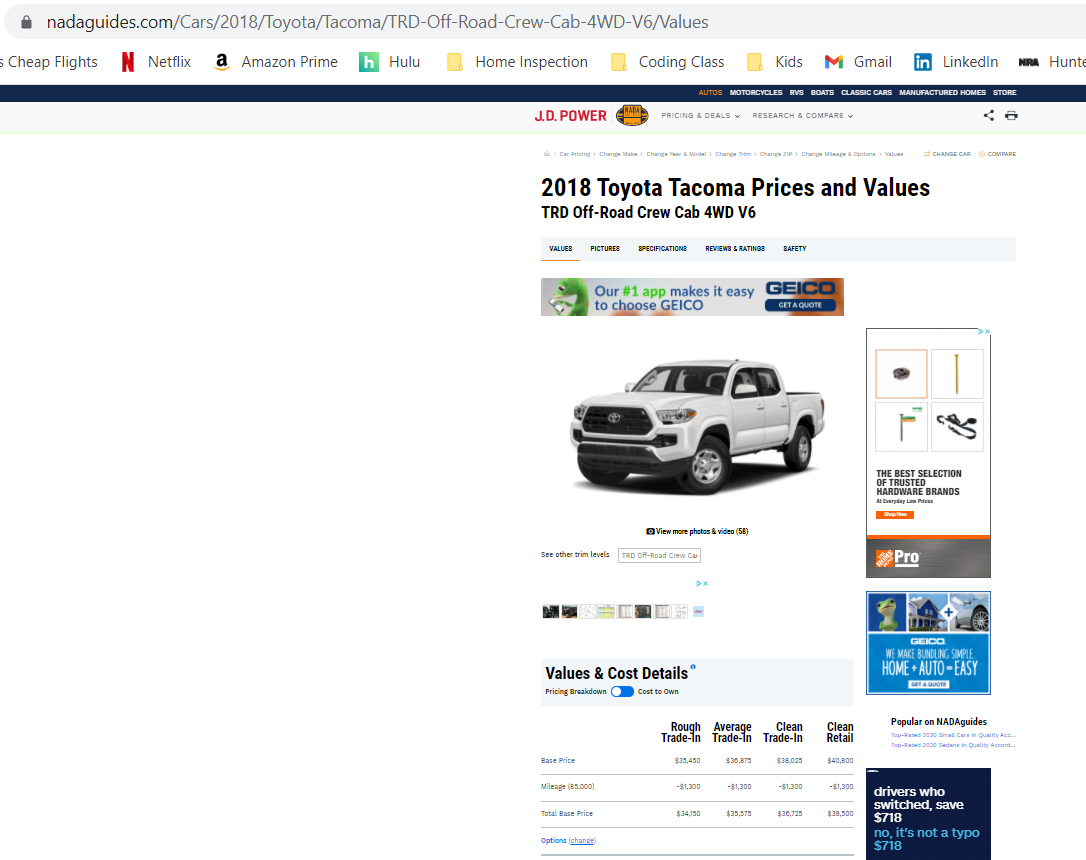 nadaguides.com/Cars/2018/Toyota/Tacoma/TRD-Off-Road-Crew-Cab-4WD-V6/Values
s Cheap Flights Netflix Amazon Prime Hulu Home Inspection Coding Class Kids Gmail LinkedIn Hunte
AUTOS MOTORCYCLES RVS BOATS CLASSIC CARS MANUFACTURED HOMES STORE
J.D. POWER NADA PRICING & DEALS RESEARCH & COMPARE
Car Pricing > Change Make > Change Year & Model > Change Trim > Change ZIP > Change Mileage & Options > Values CHANGE CAR COMPARE
2018 Toyota Tacoma Prices and Values
TRD Off-Road Crew Cab 4WD V6
VALUES PICTURES SPECIFICATIONS REVIEWS & RATINGS SAFETY
Our #1 app makes it easy
to choose GEICO
GEICO
GET A QUOTE
View more photos & video (58)
See other trim levels TRD Off-Road Crew Ca
THE BEST SELECTION
OF TRUSTED
HARDWARE BRANDS
At Everyday Low Prices
Shop Now
Pro
GEICO
WE MAKE BUNDLING SIMPLE.
HOME + AUTO = EASY
GET A QUOTE
Values & Cost Details
Pricing Breakdown Cost to Own
Rough Trade-In Average Trade-In Clean Trade-In Clean Retail
Base Price $35,450 $36,875 $38,025 $40,800
Mileage (85,000) -$1,300 -$1,300 -$1,300 -$1,300
Total Base Price $34,150 $35,575 $36,725 $39,500
Options (change)
Popular on NADAguides
Top-Rated 2030 Small Cars in Quality Acc...
Top-Rated 2030 Sedans in Quality Accord...
drivers who
switched, save
$718
no, it's not a typo
$718